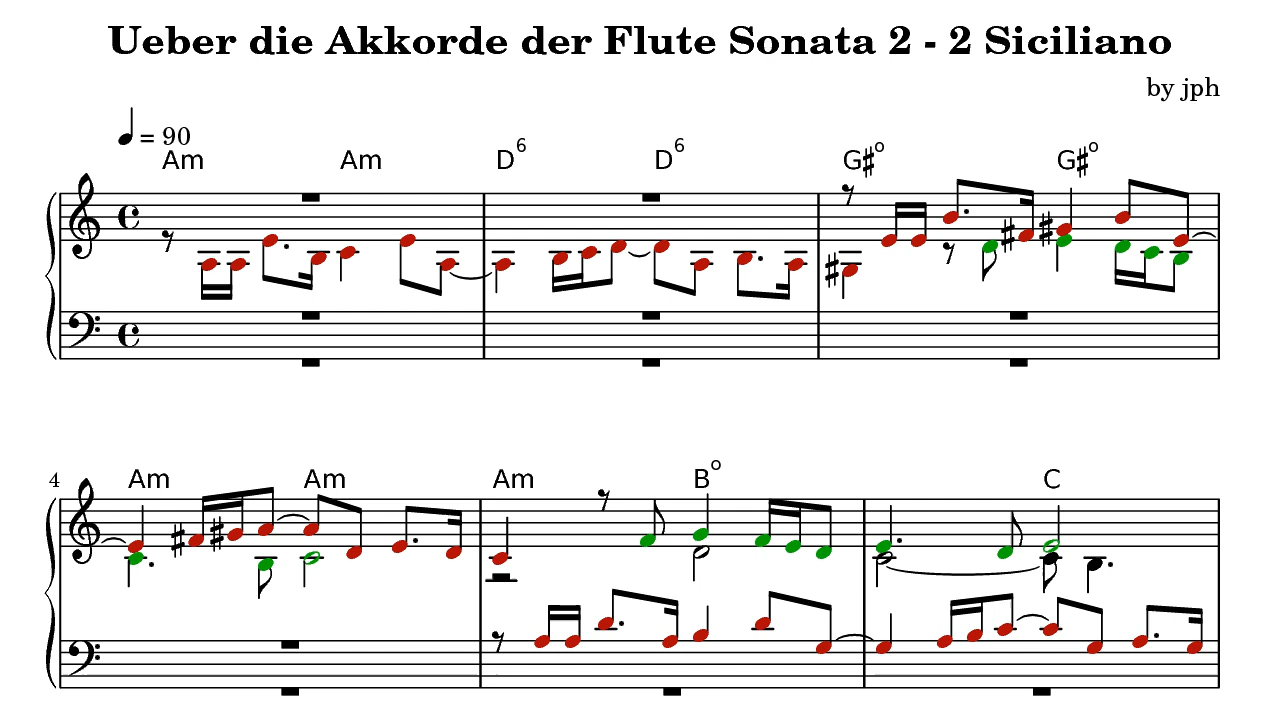 Ueber die Akkorde der Flute Sonata 2 - 2 Siciliano
by jph
= 90
Am Am D6 D6 G♯o G♯o
4 Am Am Am Bo C